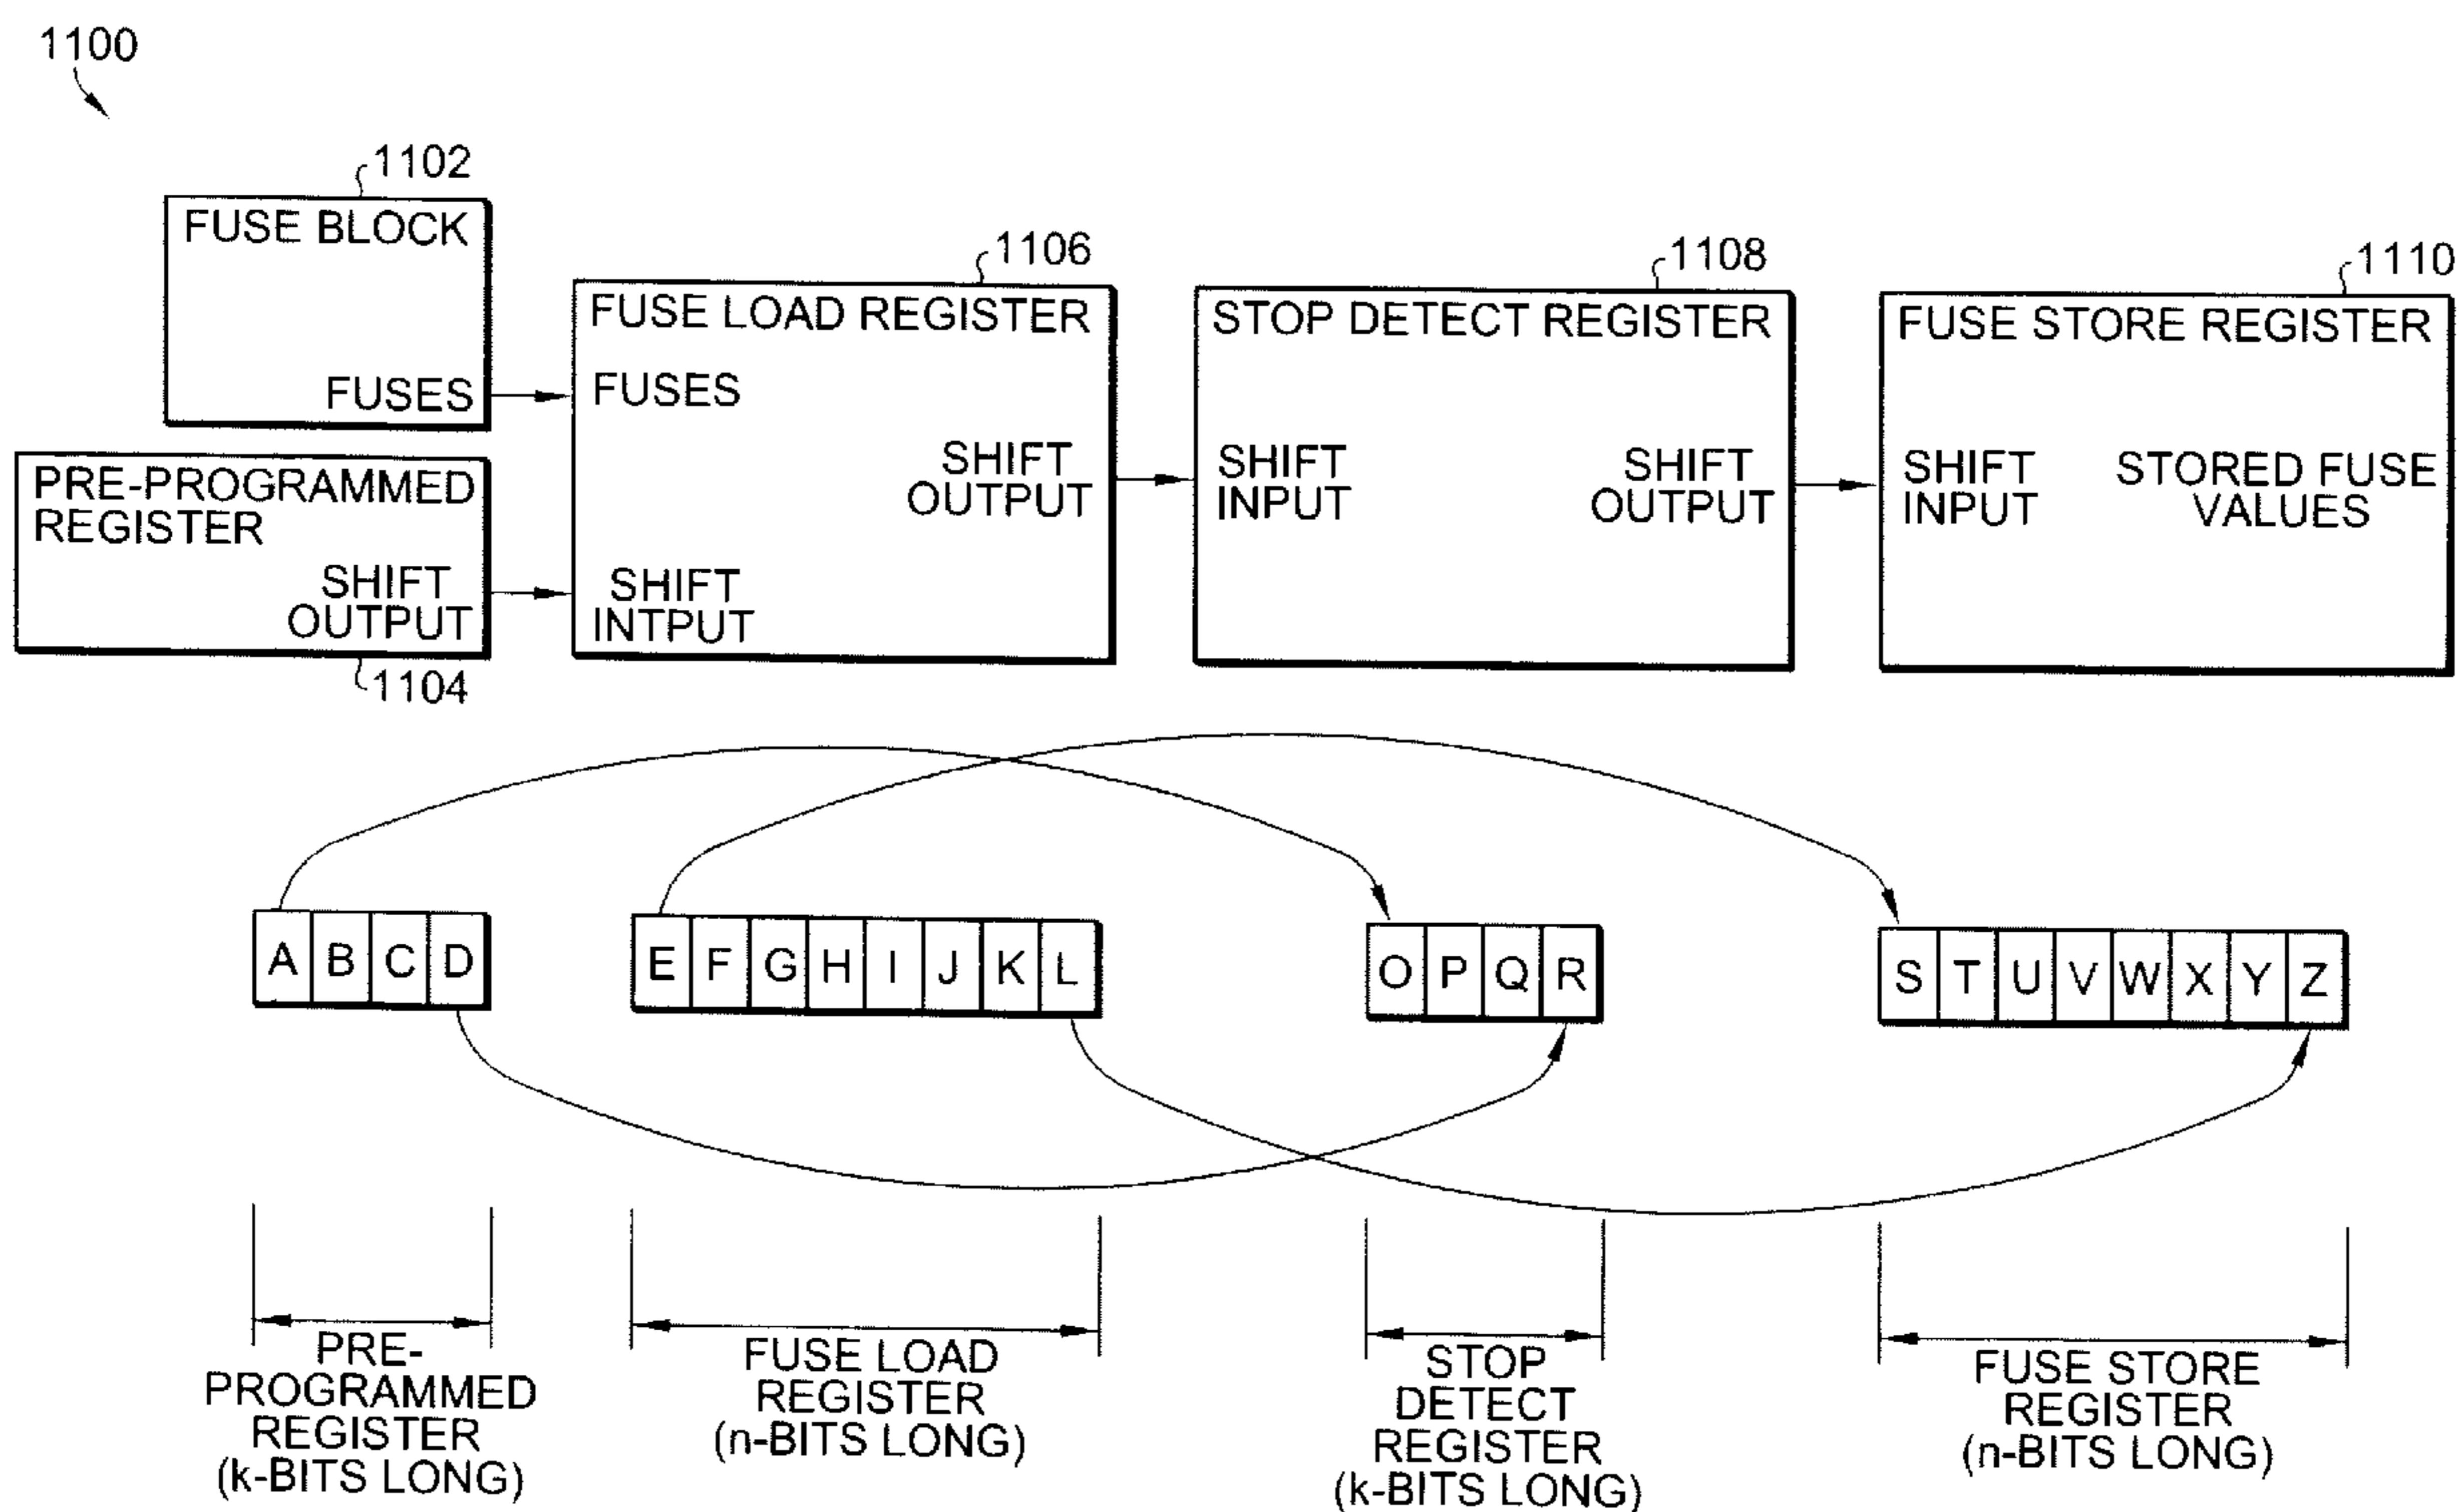 1100
1102
FUSE BLOCK
FUSES
PRE-PROGRAMMED
REGISTER
SHIFT
OUTPUT
1104
1106
FUSE LOAD REGISTER
FUSES
SHIFT
OUTPUT
SHIFT
INTPUT
1108
STOP DETECT REGISTER
SHIFT
INPUT
SHIFT
OUTPUT
1110
FUSE STORE REGISTER
SHIFT
INPUT
STORED FUSE
VALUES
A B C D
E F G H I J K L
O P Q R
S T U V W X Y Z
PRE-
PROGRAMMED
REGISTER
(k-BITS LONG)
FUSE LOAD
REGISTER
(n-BITS LONG)
STOP
DETECT
REGISTER
(k-BITS LONG)
FUSE STORE
REGISTER
(n-BITS LONG)